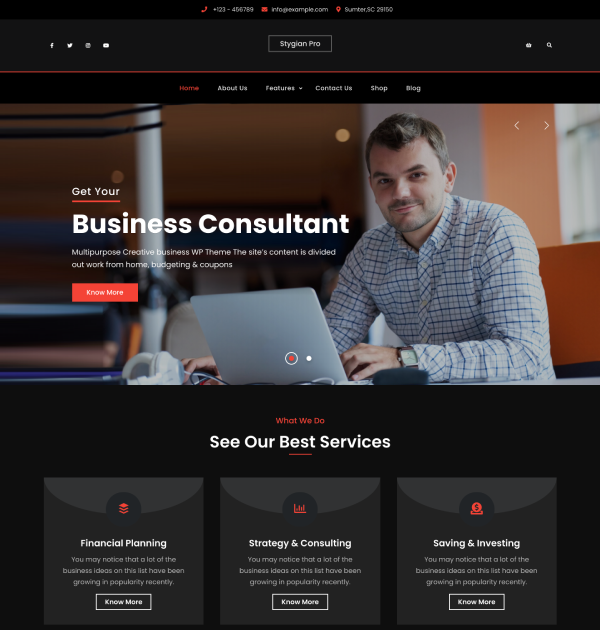 +123 - 456789 info@example.com Sumter,SC 29150
Stygian Pro
Home About Us Features Contact Us Shop Blog
Get Your
Business Consultant
Multipurpose Creative business WP Theme The site's content is divided
out work from home, budgeting & coupons
Know More
What We Do
See Our Best Services
Financial Planning
You may notice that a lot of the
business ideas on this list have been
growing in popularity recently.
Know More
Strategy & Consulting
You may notice that a lot of the
business ideas on this list have been
growing in popularity recently.
Know More
Saving & Investing
You may notice that a lot of the
business ideas on this list have been
growing in popularity recently.
Know More